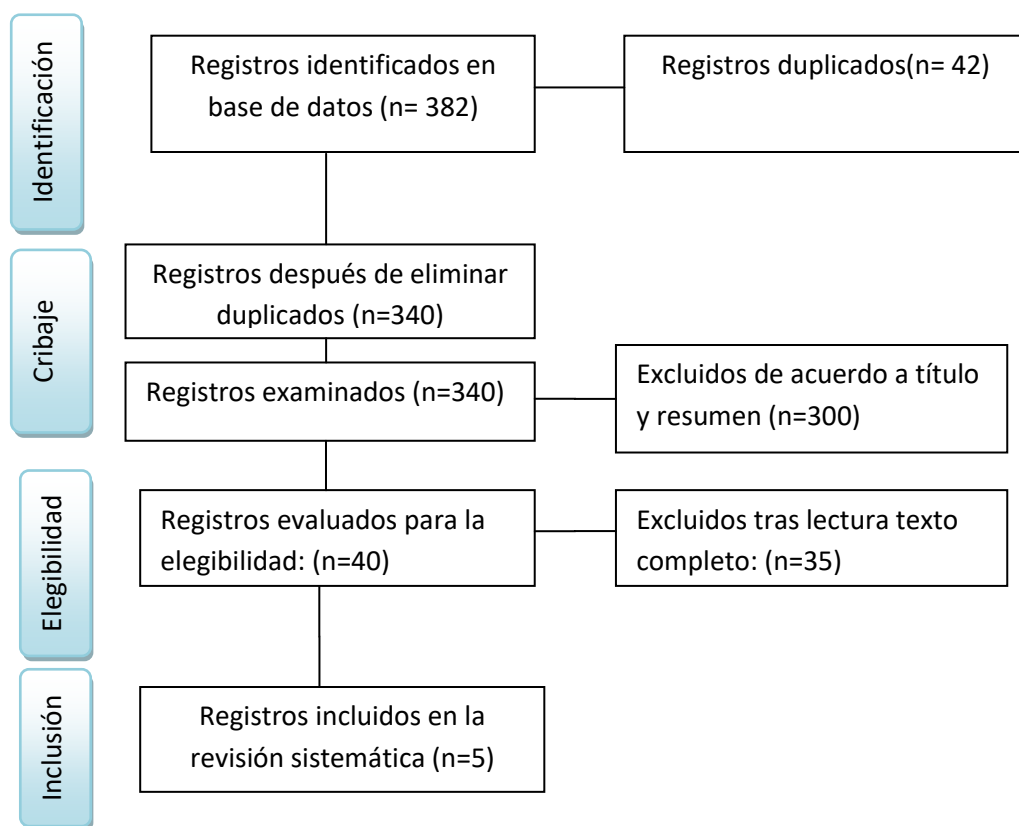 Identificación
Registros identificados en
base de datos (n= 382)
Registros duplicados(n= 42)
Cribaje
Registros después de eliminar
duplicados (n=340)
Registros examinados (n=340)
Excluidos de acuerdo a título
y resumen (n=300)
Elegibilidad
Registros evaluados para la
elegibilidad: (n=40)
Excluidos tras lectura texto
completo: (n=35)
Inclusión
Registros incluidos en la
revisión sistemática (n=5)